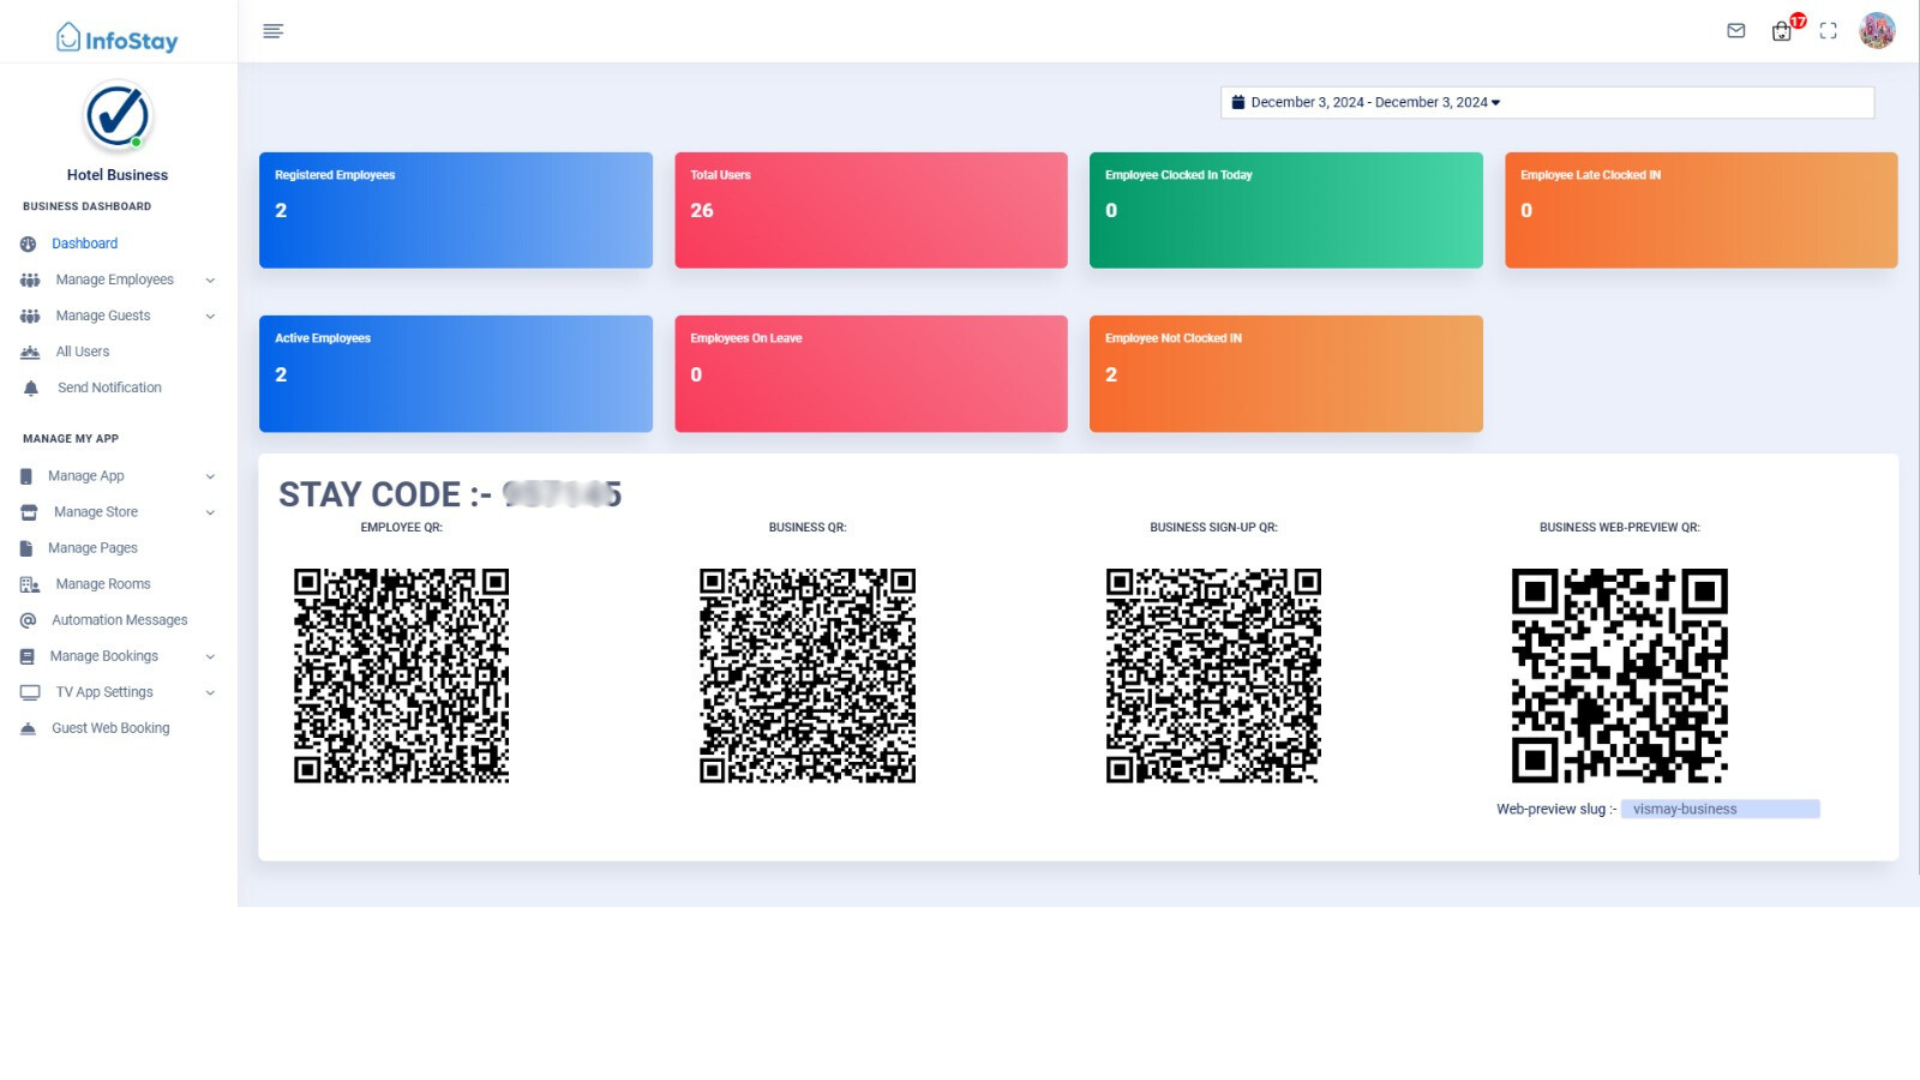 InfoStay
17
Hotel Business
BUSINESS DASHBOARD
Dashboard
Manage Employees
Manage Guests
All Users
Send Notification
MANAGE MY APP
Manage App
Manage Store
Manage Pages
Manage Rooms
Automation Messages
Manage Bookings
TV App Settings
Guest Web Booking
December 3, 2024 - December 3, 2024
Registered Employees
2
Total Users
26
Employee Clocked In Today
0
Employee Late Clocked IN
0
Active Employees
2
Employees On Leave
0
Employee Not Clocked IN
2
STAY CODE :-
EMPLOYEE QR:
BUSINESS QR:
BUSINESS SIGN-UP QR:
BUSINESS WEB-PREVIEW QR:
Web-preview slug :- vismay-business